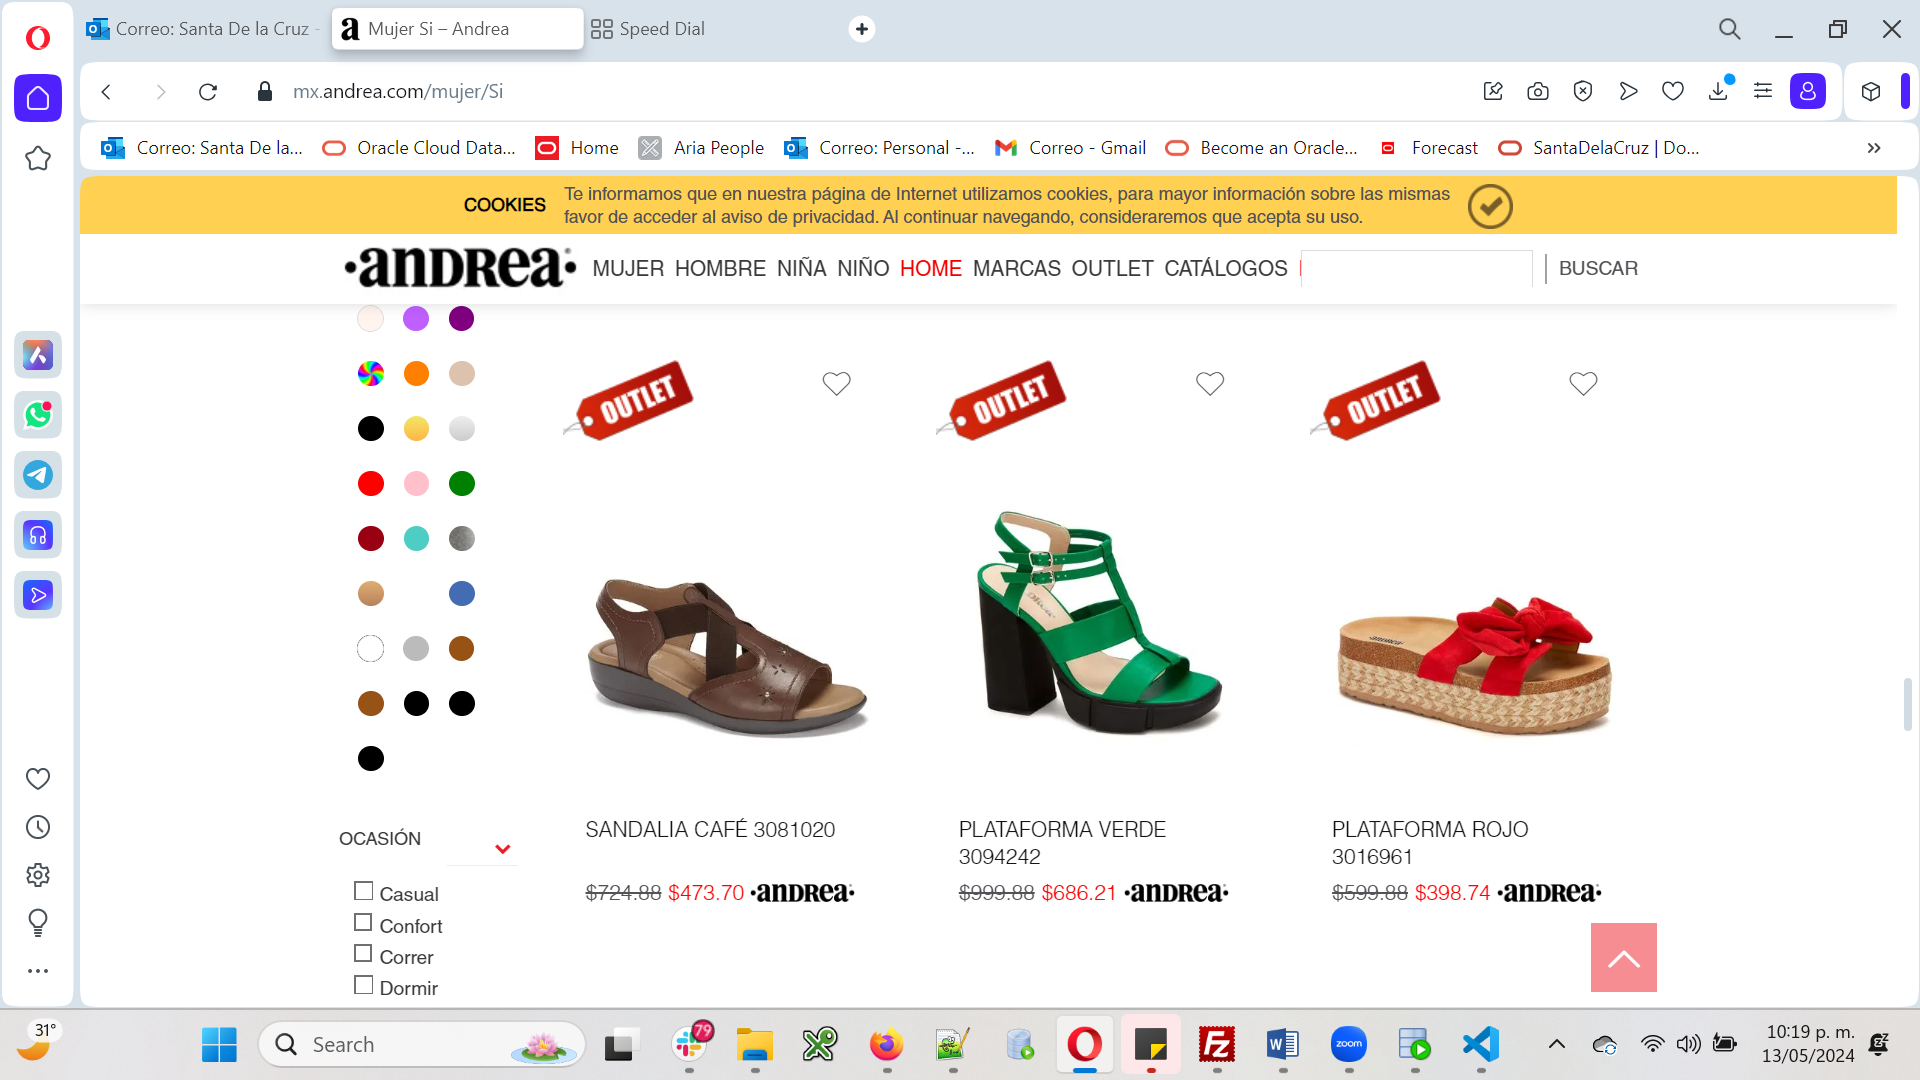 Correo: Santa De la Cruz -
Mujer Si – Andrea
Speed Dial
mx.andrea.com/mujer/Si
Correo: Santa De la...
Oracle Cloud Data...
Home
Aria People
Correo: Personal -...
Correo - Gmail
Become an Oracle...
Forecast
SantaDelaCruz | Do...
COOKIES
Te informamos que en nuestra página de Internet utilizamos cookies, para mayor información sobre las mismas
favor de acceder al aviso de privacidad. Al continuar navegando, consideraremos que acepta su uso.
andrea
MUJER HOMBRE NIÑA NIÑO HOME MARCAS OUTLET CATÁLOGOS
BUSCAR
OUTLET
OUTLET
OUTLET
SANDALIA CAFÉ 3081020
$724.88 $473.70 andrea
PLATAFORMA VERDE
3094242
$999.88 $686.21 andrea
PLATAFORMA ROJO
3016961
$599.88 $398.74 andrea
OCASIÓN
Casual
Confort
Correr
Dormir
31°
Search
79
zoom
10:19 p. m.
13/05/2024